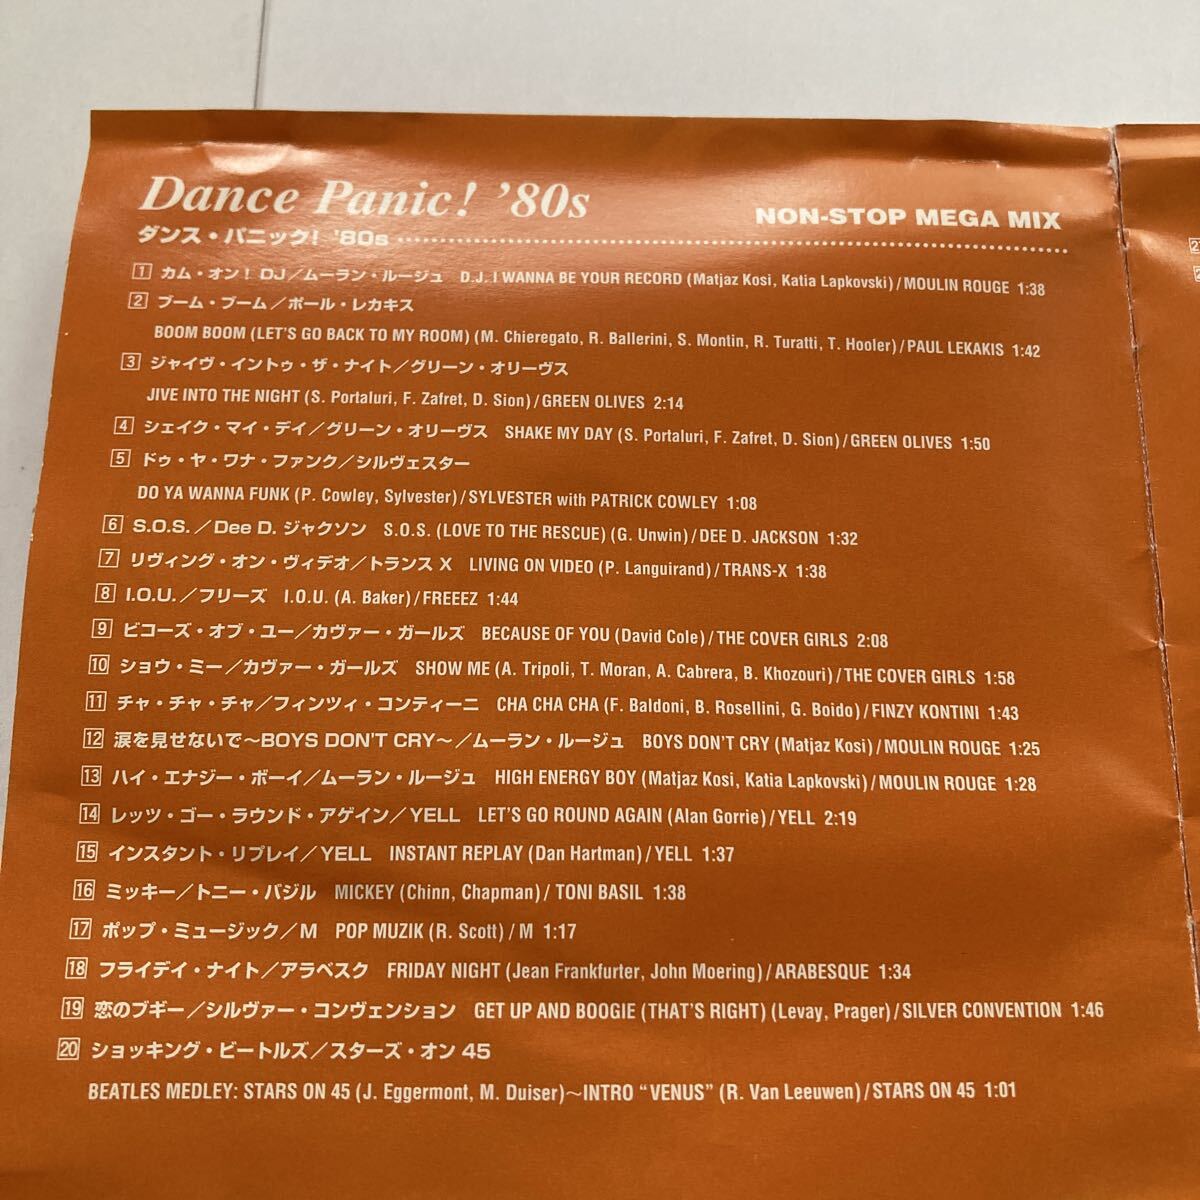 Dance Panic! '80s
NON-STOP MEGA MIX
ダンス・パニック! '80s
1 カム・オン! DJ／ムーラン・ルージュ D.J. I WANNA BE YOUR RECORD (Matjaz Kosi, Katia Lapkovski)/MOULIN ROUGE 1:38
2 ブーム・ブーム／ポール・レカキス
BOOM BOOM (LET'S GO BACK TO MY ROOM) (M. Chieregato, R. Ballerini, S. Montin, R. Turatti, T. Hooler)/PAUL LEKAKIS 1:42
3 ジャイヴ・イントゥ・ザ・ナイト／グリーン・オリーヴス
JIVE INTO THE NIGHT (S. Portaluri, F. Zafret, D. Sion)/GREEN OLIVES 2:14
4 シェイク・マイ・デイ／グリーン・オリーヴス SHAKE MY DAY (S. Portaluri, F. Zafret, D. Sion)/GREEN OLIVES 1:50
5 ドゥ・ヤ・ワナ・ファンク／シルヴェスター
DO YA WANNA FUNK (P. Cowley, Sylvester)/SYLVESTER with PATRICK COWLEY 1:08
6 S.O.S.／Dee D. ジャクソン S.O.S. (LOVE TO THE RESCUE) (G. Unwin)/DEE D. JACKSON 1:32
7 リヴィング・オン・ヴィデオ／トランス X LIVING ON VIDEO (P. Languirand)/TRANS-X 1:38
8 I.O.U.／フリーズ I.O.U. (A. Baker)/FREEEZ 1:44
9 ビコーズ・オブ・ユー／カヴァー・ガールズ BECAUSE OF YOU (David Cole)/THE COVER GIRLS 2:08
10 ショウ・ミー／カヴァー・ガールズ SHOW ME (A. Tripoli, T. Moran, A. Cabrera, B. Khozouri)/THE COVER GIRLS 1:58
11 チャ・チャ・チャ／フィンツィ・コンティーニ CHA CHA CHA (F. Baldoni, B. Rosellini, G. Boido)/FINZY KONTINI 1:43
12 涙を見せないで～BOYS DON'T CRY～／ムーラン・ルージュ BOYS DON'T CRY (Matjaz Kosi)/MOULIN ROUGE 1:25
13 ハイ・エナジー・ボーイ／ムーラン・ルージュ HIGH ENERGY BOY (Matjaz Kosi, Katia Lapkovski)/MOULIN ROUGE 1:28
14 レッツ・ゴー・ラウンド・アゲイン／YELL LET'S GO ROUND AGAIN (Alan Gorrie)/YELL 2:19
15 インスタント・リプレイ／YELL INSTANT REPLAY (Dan Hartman)/YELL 1:37
16 ミッキー／トニー・バジル MICKEY (Chinn, Chapman)/TONI BASIL 1:38
17 ポップ・ミュージック／M POP MUZIK (R. Scott)/M 1:17
18 フライデイ・ナイト／アラベスク FRIDAY NIGHT (Jean Frankfurter, John Moering)/ARABESQUE 1:34
19 恋のブギー／シルヴァー・コンヴェンション GET UP AND BOOGIE (THAT'S RIGHT) (Levay, Prager)/SILVER CONVENTION 1:46
20 ショッキング・ビートルズ／スターズ・オン 45
BEATLES MEDLEY: STARS ON 45 (J. Eggermont, M. Duiser)～INTRO "VENUS" (R. Van Leeuwen)/STARS ON 45 1:01